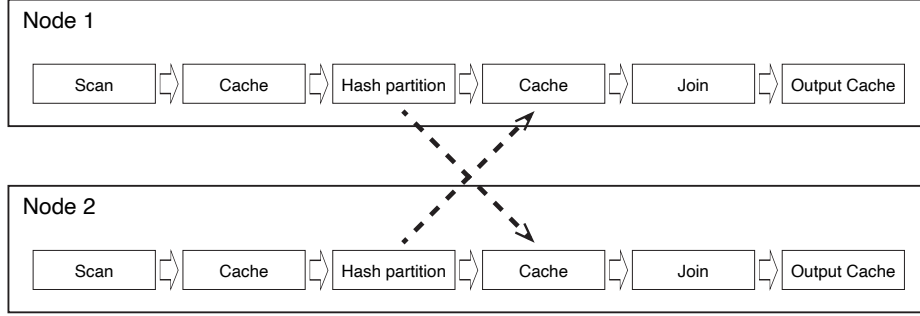 Node 1
Scan Cache Hash partition Cache Join Output Cache
Node 2
Scan Cache Hash partition Cache Join Output Cache